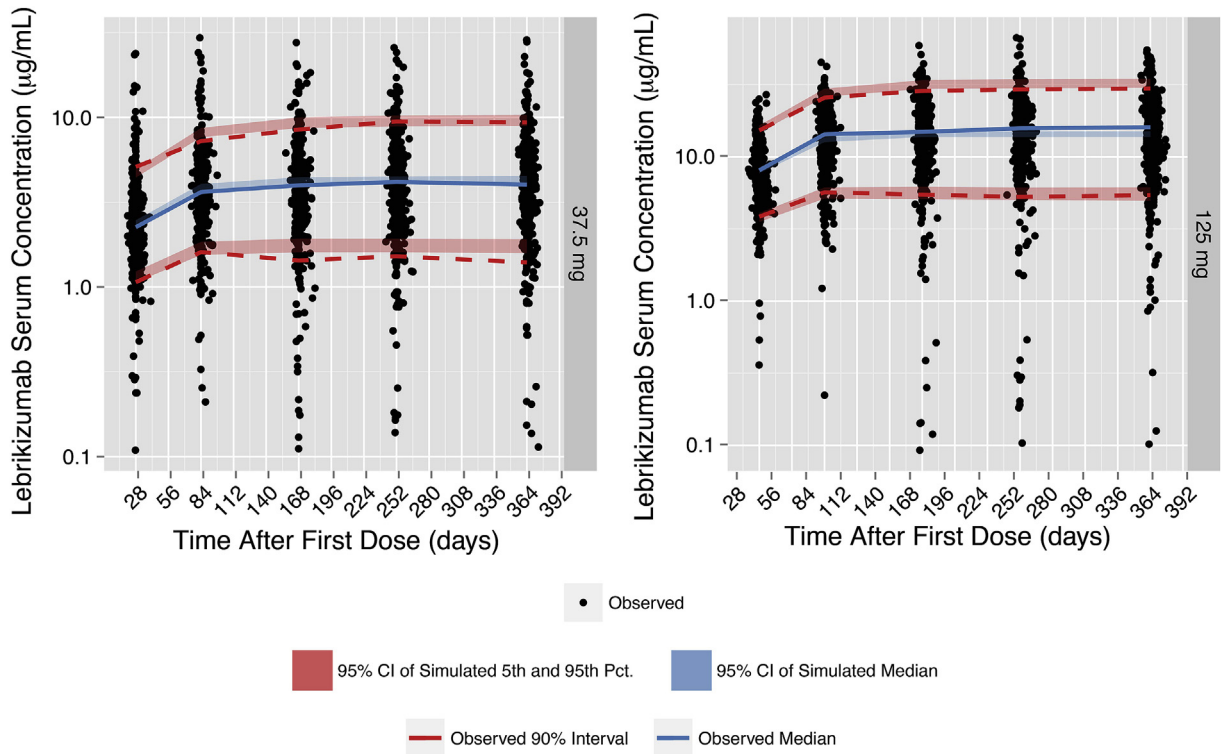 Lebrikizumab Serum Concentration (μg/mL)
10.0
1.0
0.1
28 56 84 112 140 168 196 224 252 280 308 336 364 392
Time After First Dose (days)
37.5 mg
Lebrikizumab Serum Concentration (μg/mL)
10.0
1.0
0.1
28 56 84 112 140 168 196 224 252 280 308 336 364 392
Time After First Dose (days)
125 mg
Observed
95% CI of Simulated 5th and 95th Pct.
95% CI of Simulated Median
Observed 90% Interval
Observed Median